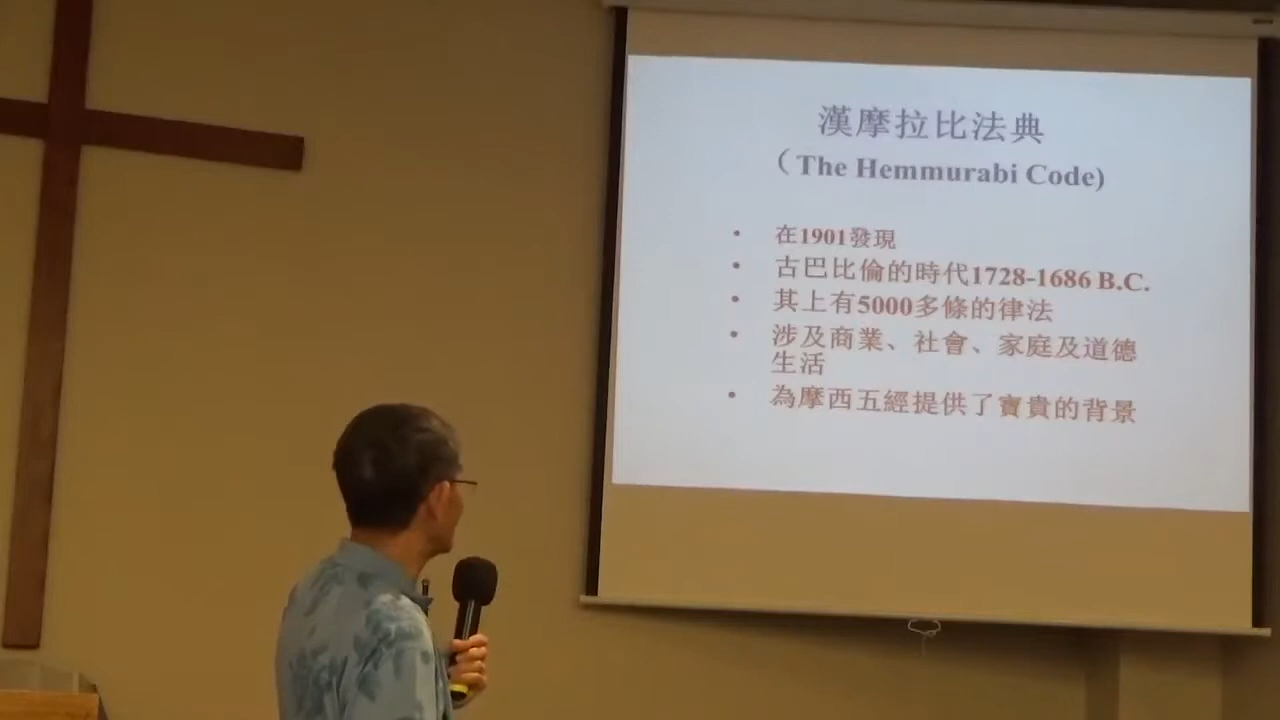 漢摩拉比法典
（The Hemmurabi Code)
• 在1901發現
• 古巴比倫的時代1728-1686 B.C.
• 其上有5000多條的律法
• 涉及商業、社會、家庭及道德
生活
• 為摩西五經提供了寶貴的背景